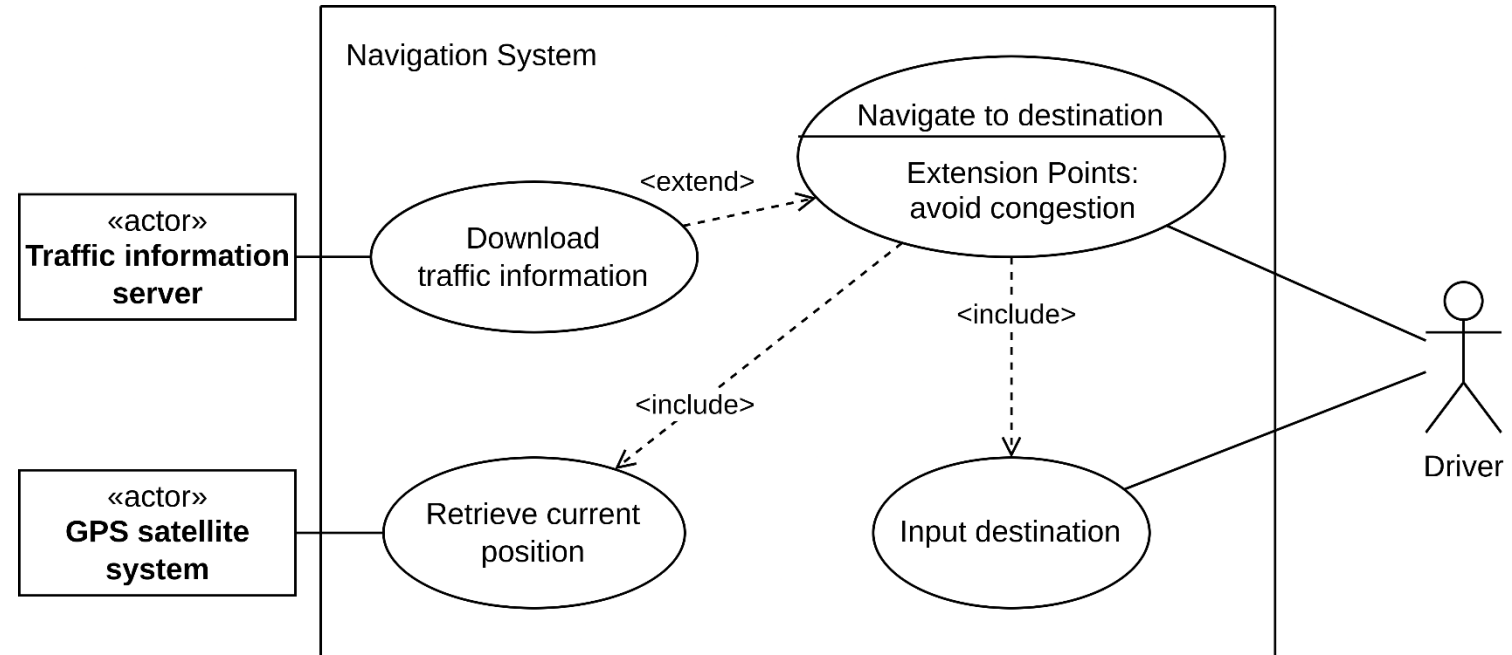 Navigation System
Navigate to destination
Extension Points:
avoid congestion
<extend>
«actor»
Traffic information
server
Download
traffic information
<include>
<include>
Driver
«actor»
GPS satellite
system
Retrieve current
position
Input destination